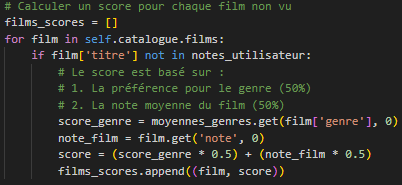 # Calculer un score pour chaque film non vu
films_scores = []
for film in self.catalogue.films:
    if film['titre'] not in notes_utilisateur:
        # Le score est basé sur :
        # 1. La préférence pour le genre (50%)
        # 2. La note moyenne du film (50%)
        score_genre = moyennes_genres.get(film['genre'], 0)
        note_film = film.get('note', 0)
        score = (score_genre * 0.5) + (note_film * 0.5)
        films_scores.append((film, score))